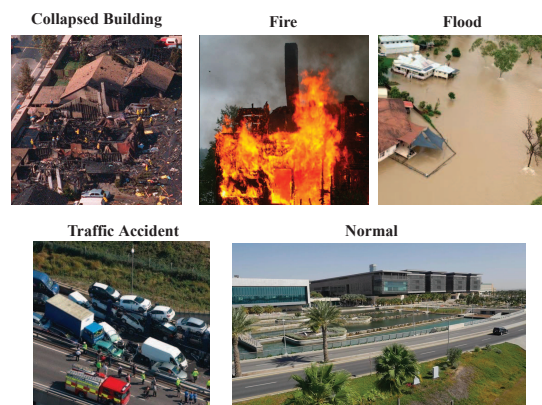 Collapsed Building
Fire
Flood
Traffic Accident
Normal